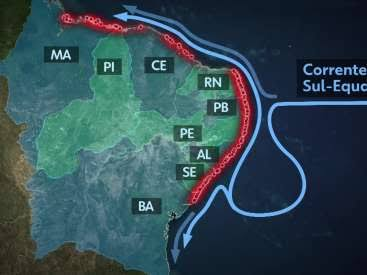 MA
PI
CE
RN
PB
PE
AL
SE
BA
Corrente
Sul-Equa